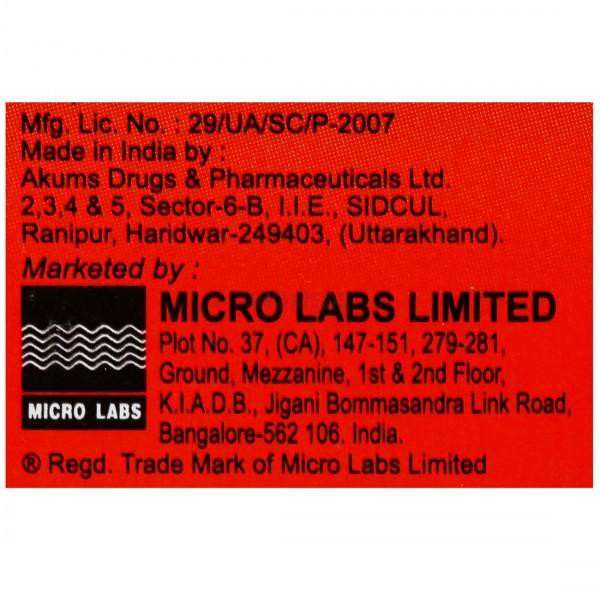 Mfg. Lic. No. : 29/UA/SC/P-2007
Made in India by :
Akums Drugs & Pharmaceuticals Ltd.
2,3,4 & 5, Sector-6-B, I.I.E., SIDCUL,
Ranipur, Haridwar-249403, (Uttarakhand).
Marketed by :
MICRO LABS
MICRO LABS LIMITED
Plot No. 37, (CA), 147-151, 279-281,
Ground, Mezzanine, 1st & 2nd Floor,
K.I.A.D.B., Jigani Bommasandra Link Road,
Bangalore-562 106. India.
® Regd. Trade Mark of Micro Labs Limited